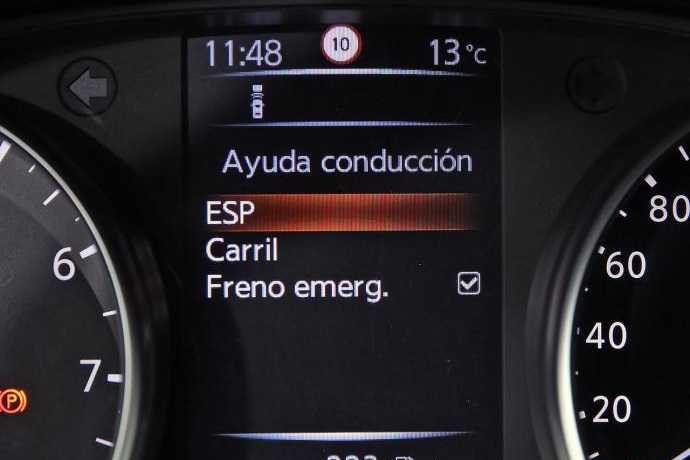 11:48 10 13°C
Ayuda conducción
ESP
Carril
Freno emerg.
6
7
P
80
60
40
20